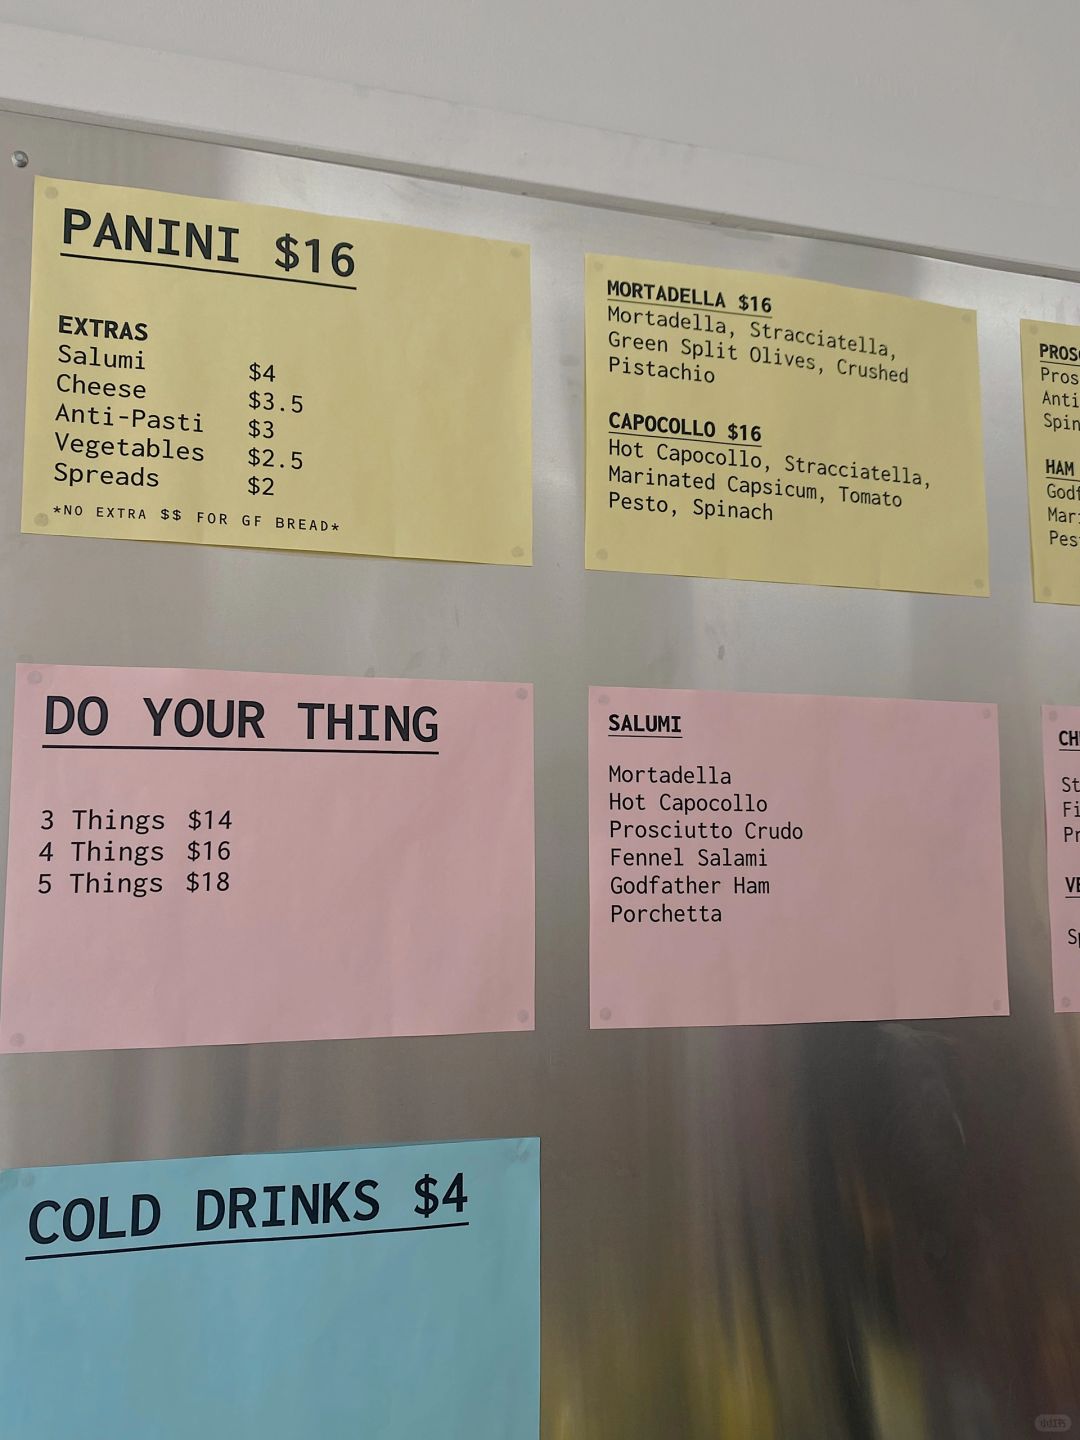 PANINI $16
EXTRAS
Salumi $4
Cheese $3.5
Anti-Pasti $3
Vegetables $2.5
Spreads $2
*NO EXTRA $$ FOR GF BREAD*
MORTADELLA $16
Mortadella, Stracciatella,
Green Split Olives, Crushed
Pistachio
CAPOCOLLO $16
Hot Capocollo, Stracciatella,
Marinated Capsicum, Tomato
Pesto, Spinach
HAM
DO YOUR THING
3 Things $14
4 Things $16
5 Things $18
SALUMI
Mortadella
Hot Capocollo
Prosciutto Crudo
Fennel Salami
Godfather Ham
Porchetta
COLD DRINKS $4